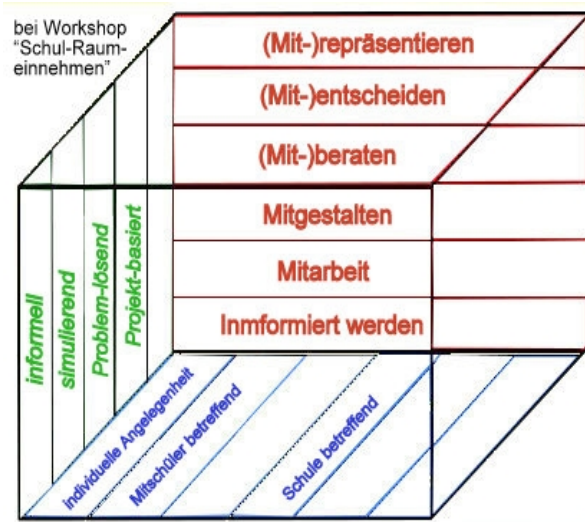 bei Workshop
"Schul-Raum-
einnehmen"
(Mit-)repräsentieren
(Mit-)entscheiden
(Mit-)beraten
Mitgestalten
Mitarbeit
Inmformiert werden
informell
simulierend
Problem-lösend
Projekt-basiert
individuelle Angelegenheit
Mitschüler betreffend
Schule betreffend